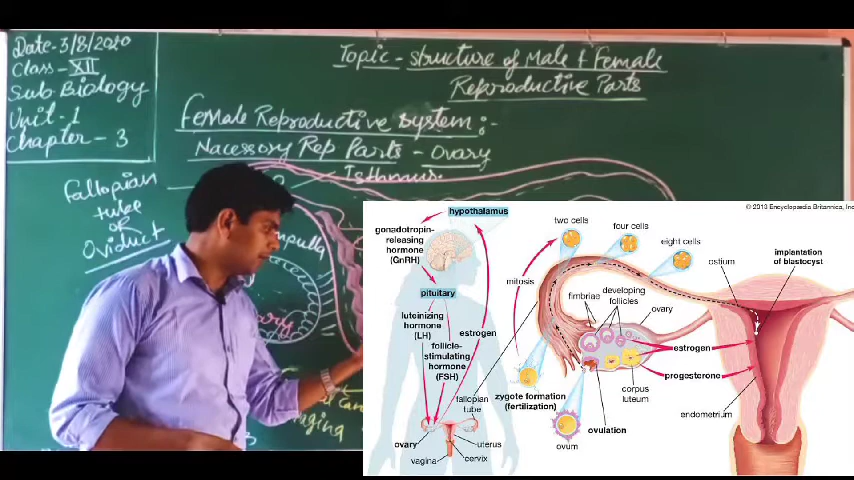 Date-3/8/2020
Class-XII
Sub-Biology
Unit-1
Chapter-3
Topic-structure of Male & Female
Reproductive Parts
Female Reproductive System:-
Nacessory Rep Parts-Ovary
Isthmus.
fallopian
tubee
or
Oviduct
mpulla
vary
© 2013 Encyclopædia Britannica, Inc.
hypothalamus
gonadotropin-
releasing
hormone
(GnRH)
pituitary
luteinizing
hormone
(LH)
follicle-
stimulating
hormone
(FSH)
estrogen
fallopian
tube
ovary
uterus
cervix
vagina
two cells
four cells
eight cells
mitosis
fimbriae
developing
follicles
ovary
ostium
implantation
of blastocyst
estrogen
progesterone
corpus
luteum
endometrium
zygote formation
(fertilization)
ovulation
ovum